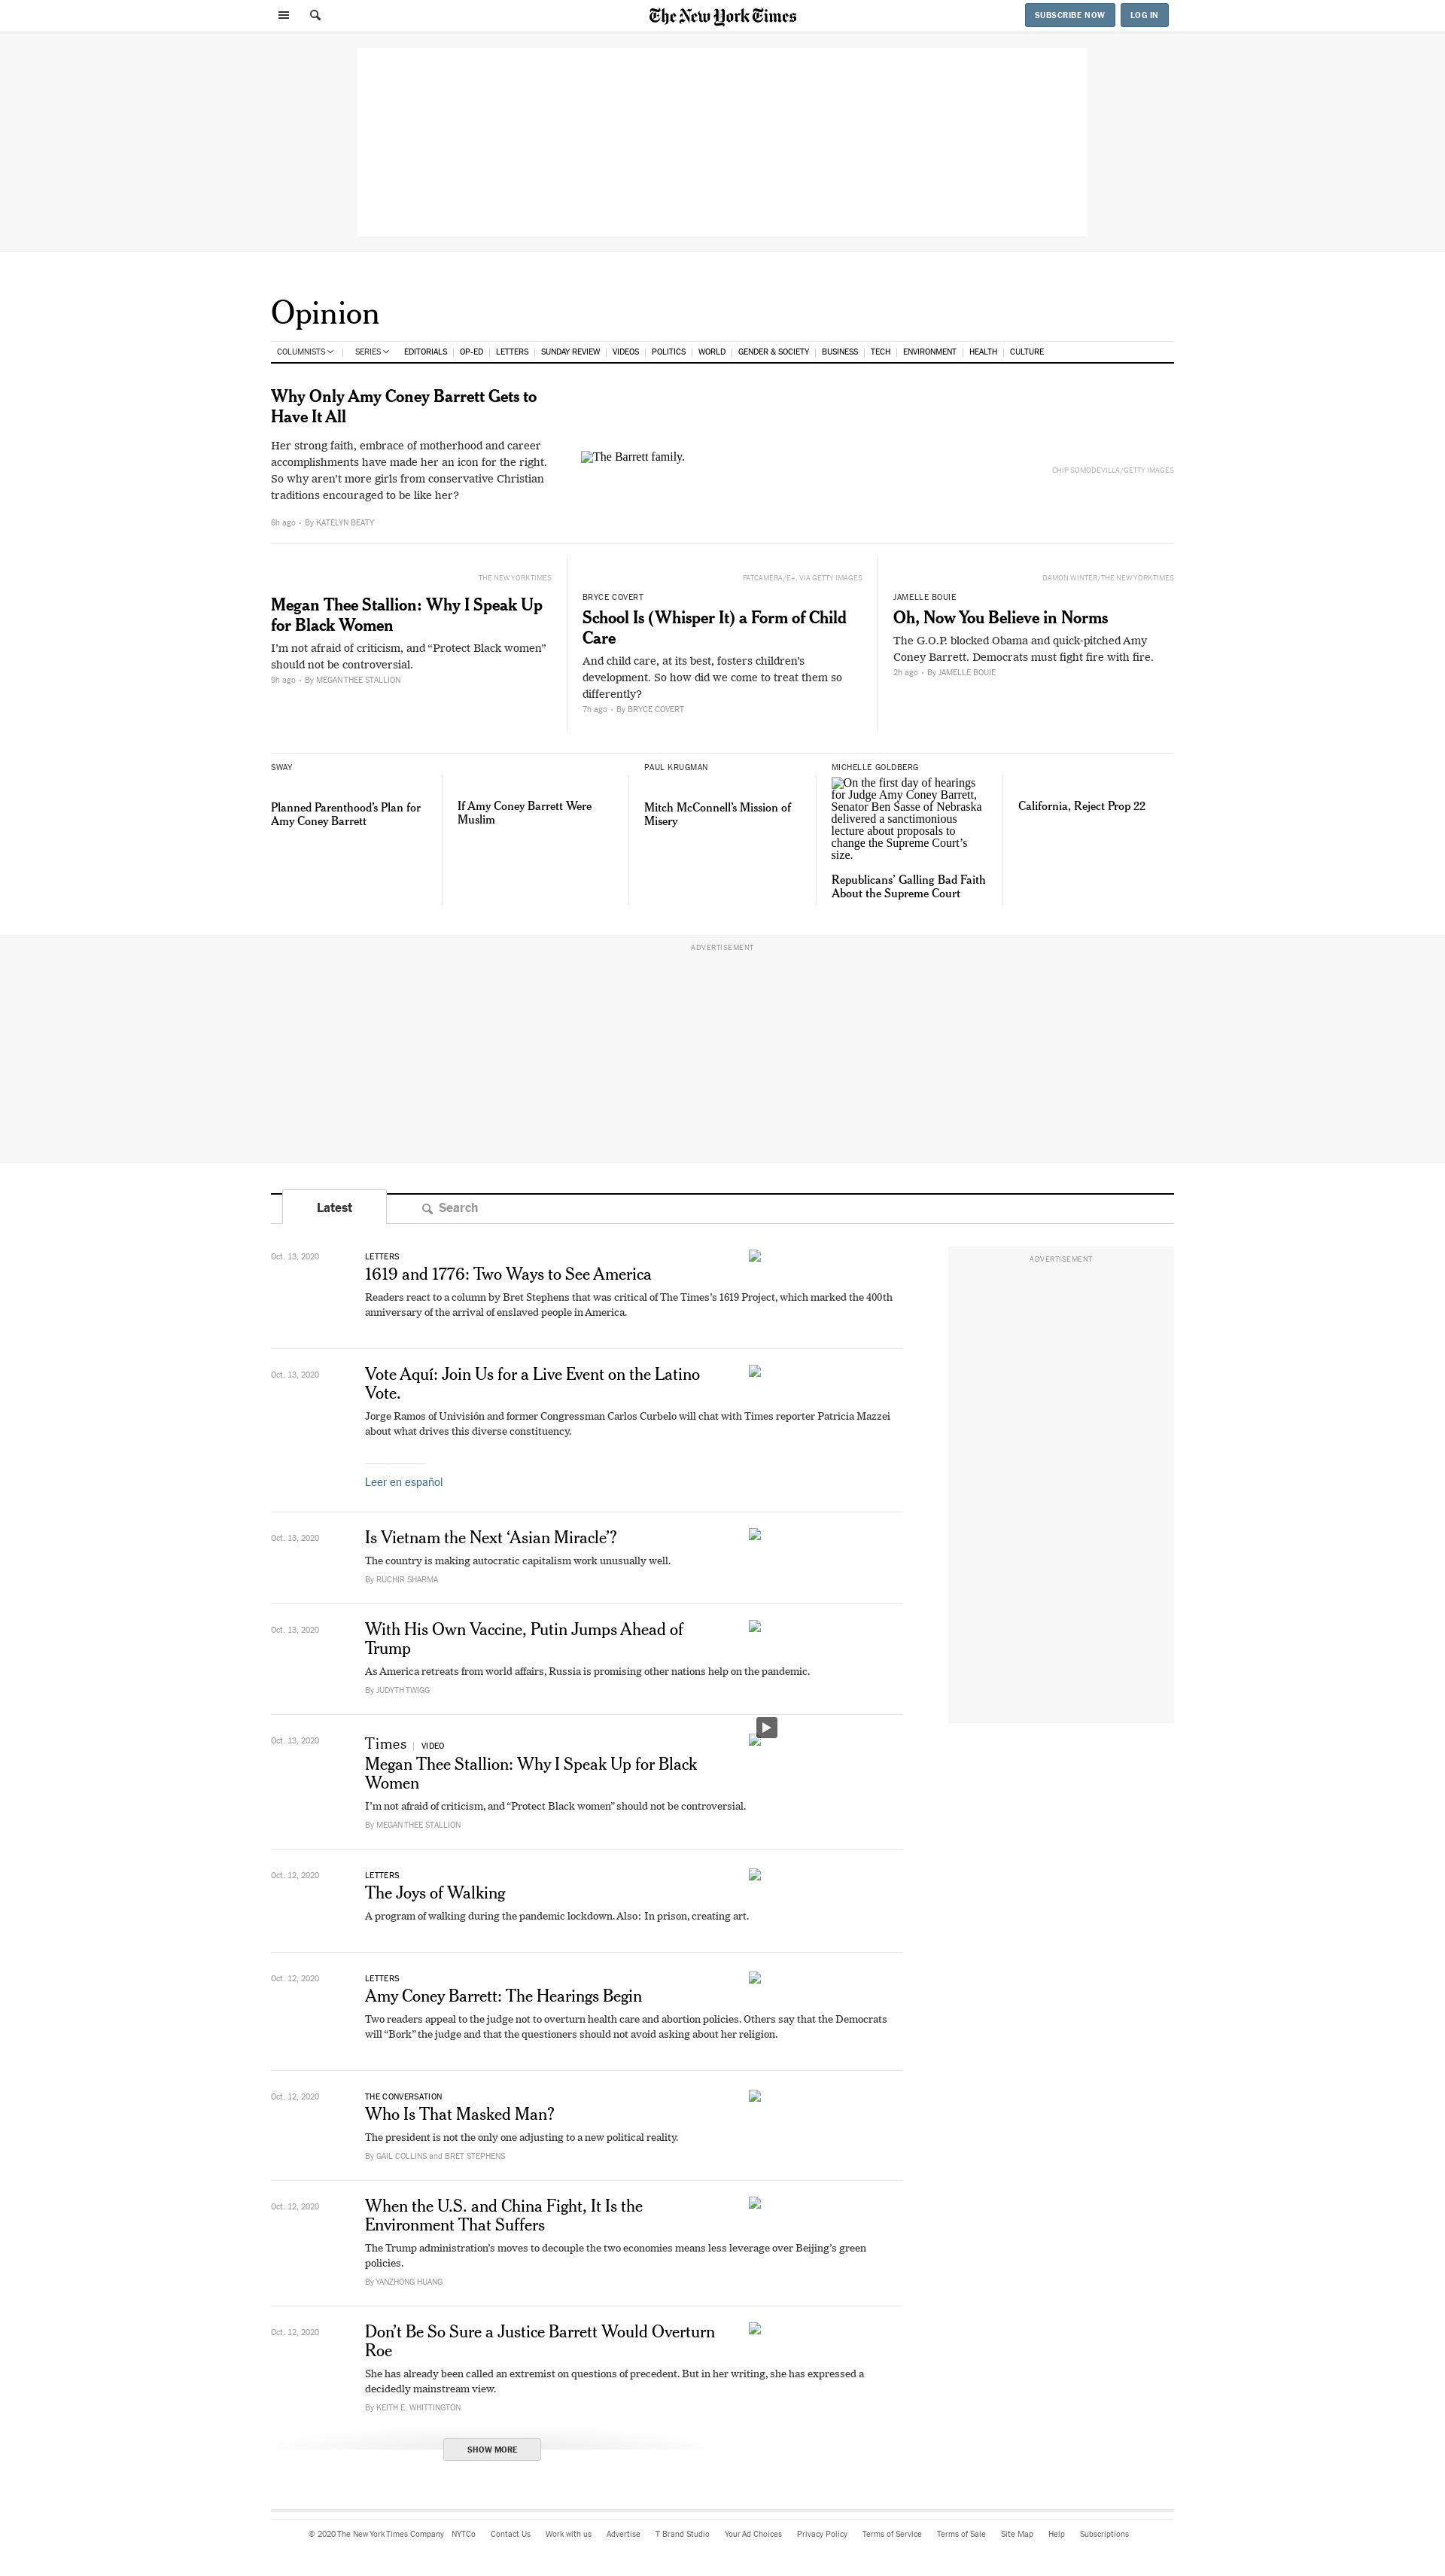 The New York Times
SUBSCRIBE NOW
LOG IN
Opinion
COLUMNISTS
SERIES
EDITORIALS
OP-ED
LETTERS
SUNDAY REVIEW
VIDEOS
POLITICS
WORLD
GENDER & SOCIETY
BUSINESS
TECH
ENVIRONMENT
HEALTH
CULTURE
Why Only Amy Coney Barrett Gets to
Have It All
Her strong faith, embrace of motherhood and career
accomplishments have made her an icon for the right.
So why aren’t more girls from conservative Christian
traditions encouraged to be like her?
6h ago • By KATELYN BEATY
The Barrett family.
CHIP SOMODEVILLA/GETTY IMAGES
THE NEW YORK TIMES
Megan Thee Stallion: Why I Speak Up
for Black Women
I’m not afraid of criticism, and “Protect Black women”
should not be controversial.
9h ago • By MEGAN THEE STALLION
FATCAMERA/E+, VIA GETTY IMAGES
BRYCE COVERT
School Is (Whisper It) a Form of Child
Care
And child care, at its best, fosters children’s
development. So how did we come to treat them so
differently?
7h ago • By BRYCE COVERT
DAMON WINTER/THE NEW YORK TIMES
JAMELLE BOUIE
Oh, Now You Believe in Norms
The G.O.P. blocked Obama and quick-pitched Amy
Coney Barrett. Democrats must fight fire with fire.
2h ago • By JAMELLE BOUIE
SWAY
Planned Parenthood’s Plan for
Amy Coney Barrett
If Amy Coney Barrett Were
Muslim
PAUL KRUGMAN
Mitch McConnell’s Mission of
Misery
MICHELLE GOLDBERG
On the first day of hearings
for Judge Amy Coney Barrett,
Senator Ben Sasse of Nebraska
delivered a sanctimonious
lecture about proposals to
change the Supreme Court’s
size.
Republicans’ Galling Bad Faith
About the Supreme Court
California, Reject Prop 22
ADVERTISEMENT
Latest
Search
ADVERTISEMENT
Oct. 13, 2020
LETTERS
1619 and 1776: Two Ways to See America
Readers react to a column by Bret Stephens that was critical of The Times’s 1619 Project, which marked the 400th
anniversary of the arrival of enslaved people in America.
Oct. 13, 2020
Vote Aquí: Join Us for a Live Event on the Latino
Vote.
Jorge Ramos of Univisión and former Congressman Carlos Curbelo will chat with Times reporter Patricia Mazzei
about what drives this diverse constituency.
Leer en español
Oct. 13, 2020
Is Vietnam the Next ‘Asian Miracle’?
The country is making autocratic capitalism work unusually well.
By RUCHIR SHARMA
Oct. 13, 2020
With His Own Vaccine, Putin Jumps Ahead of
Trump
As America retreats from world affairs, Russia is promising other nations help on the pandemic.
By JUDYTH TWIGG
Oct. 13, 2020
Times | VIDEO
Megan Thee Stallion: Why I Speak Up for Black
Women
I’m not afraid of criticism, and “Protect Black women” should not be controversial.
By MEGAN THEE STALLION
Oct. 12, 2020
LETTERS
The Joys of Walking
A program of walking during the pandemic lockdown. Also: In prison, creating art.
Oct. 12, 2020
LETTERS
Amy Coney Barrett: The Hearings Begin
Two readers appeal to the judge not to overturn health care and abortion policies. Others say that the Democrats
will “Bork” the judge and that the questioners should not avoid asking about her religion.
Oct. 12, 2020
THE CONVERSATION
Who Is That Masked Man?
The president is not the only one adjusting to a new political reality.
By GAIL COLLINS and BRET STEPHENS
Oct. 12, 2020
When the U.S. and China Fight, It Is the
Environment That Suffers
The Trump administration’s moves to decouple the two economies means less leverage over Beijing’s green
policies.
By YANZHONG HUANG
Oct. 12, 2020
Don’t Be So Sure a Justice Barrett Would Overturn
Roe
She has already been called an extremist on questions of precedent. But in her writing, she has expressed a
decidedly mainstream view.
By KEITH E. WHITTINGTON
SHOW MORE
© 2020 The New York Times Company NYTCo Contact Us Work with us Advertise T Brand Studio Your Ad Choices Privacy Policy Terms of Service Terms of Sale Site Map Help Subscriptions